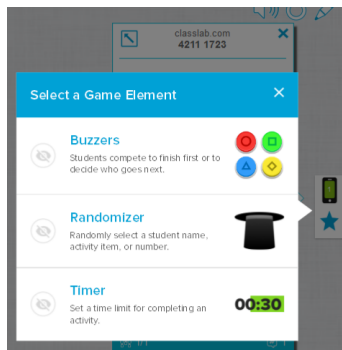 classlab.com
4211 1723
Select a Game Element
Buzzers
Students compete to finish first or to
decide who goes next.
Randomizer
Randomly select a student name,
activity item, or number.
Timer
Set a time limit for completing an
activity.
00:30